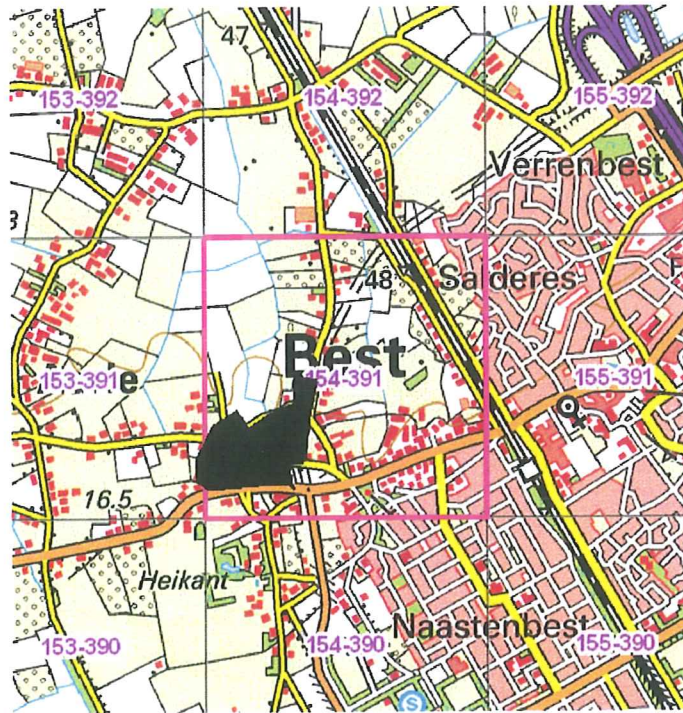 47
153-392
154-392
155-392
Verrenbest
48
Salderes
Best
153-391
154-391
155-391
e
16.5
Heikant
Naastenbest
153-390
154-390
155-390
S